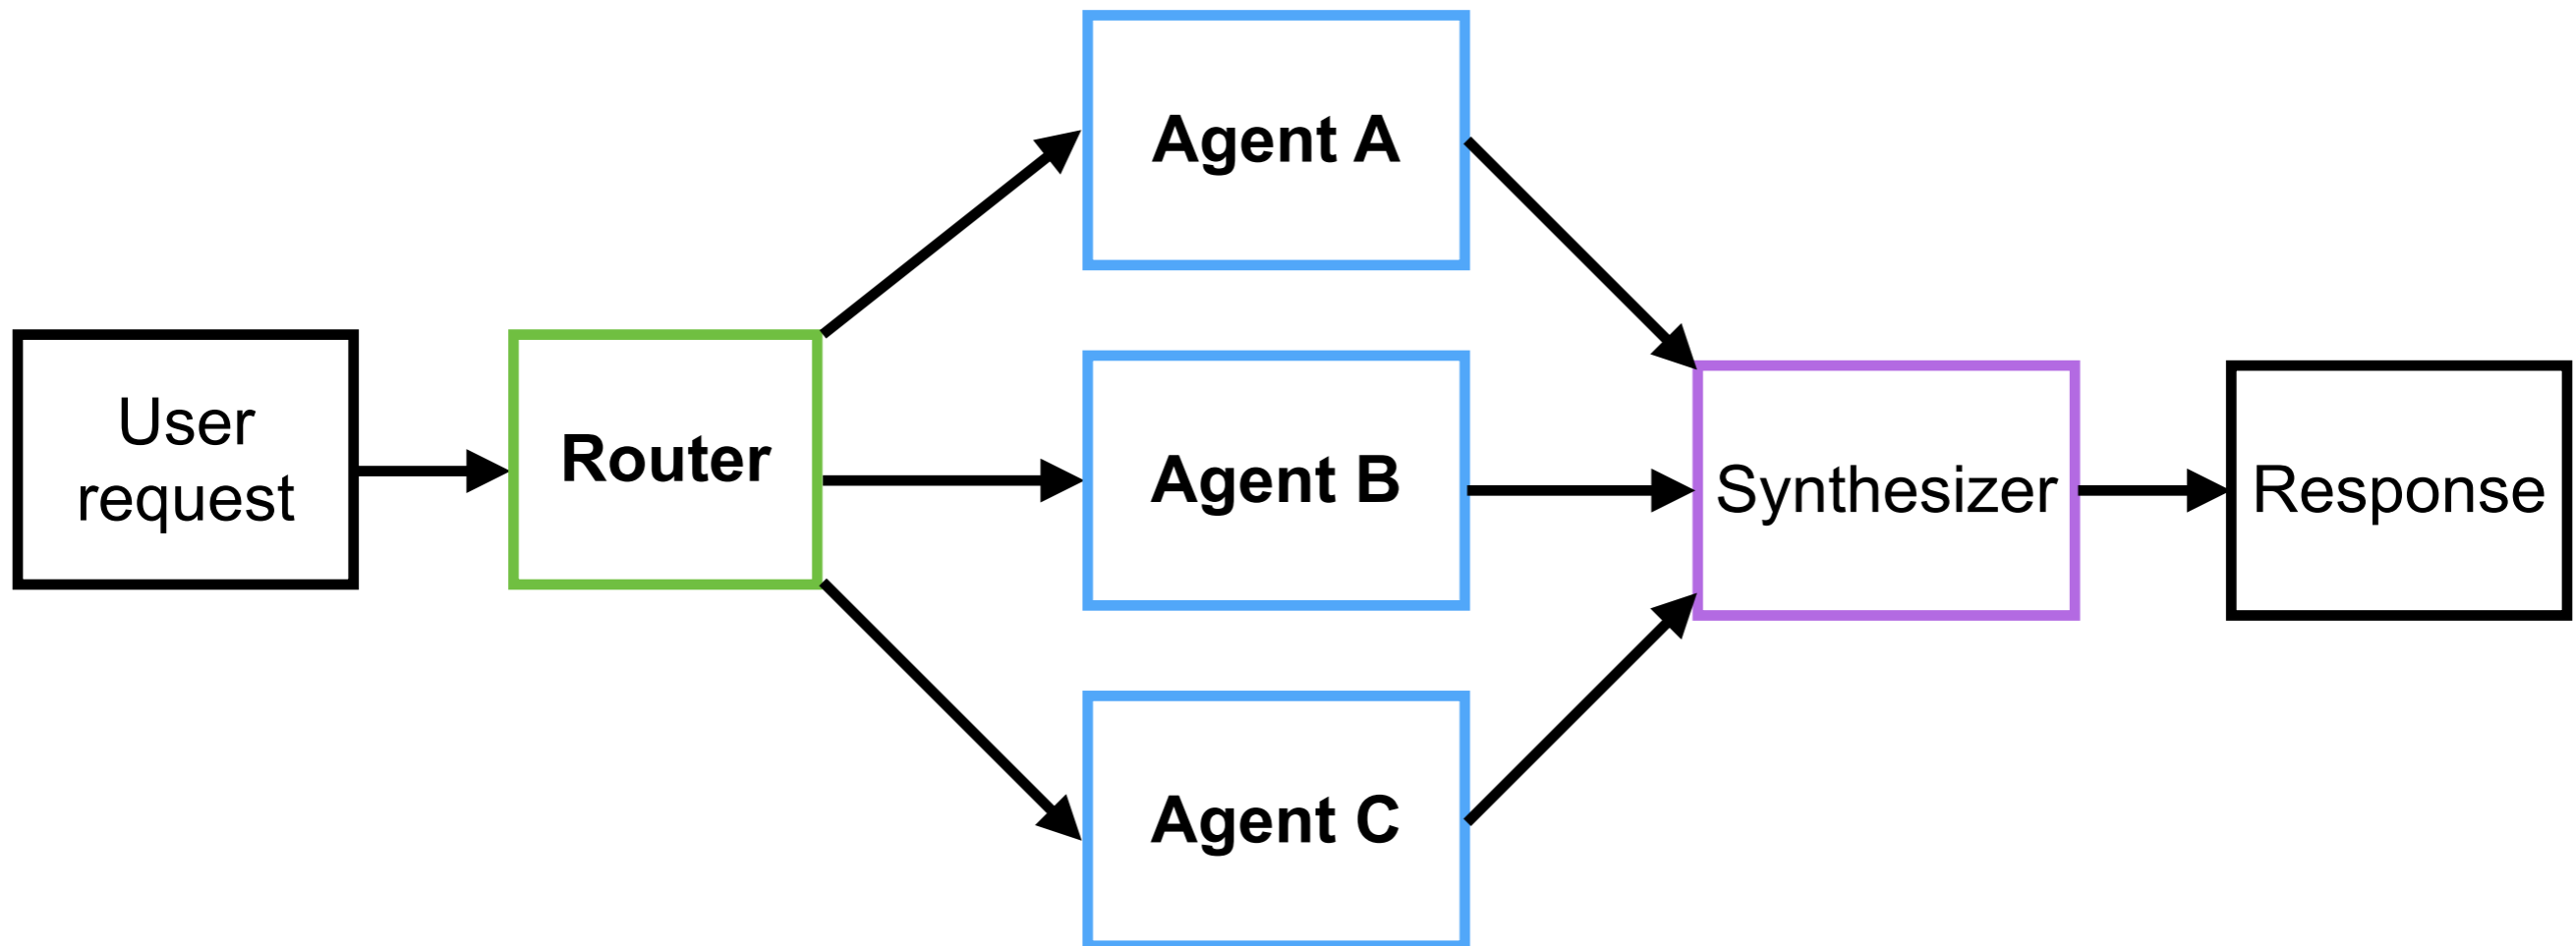 User
request
Router
Agent A
Agent B
Agent C
Synthesizer
Response